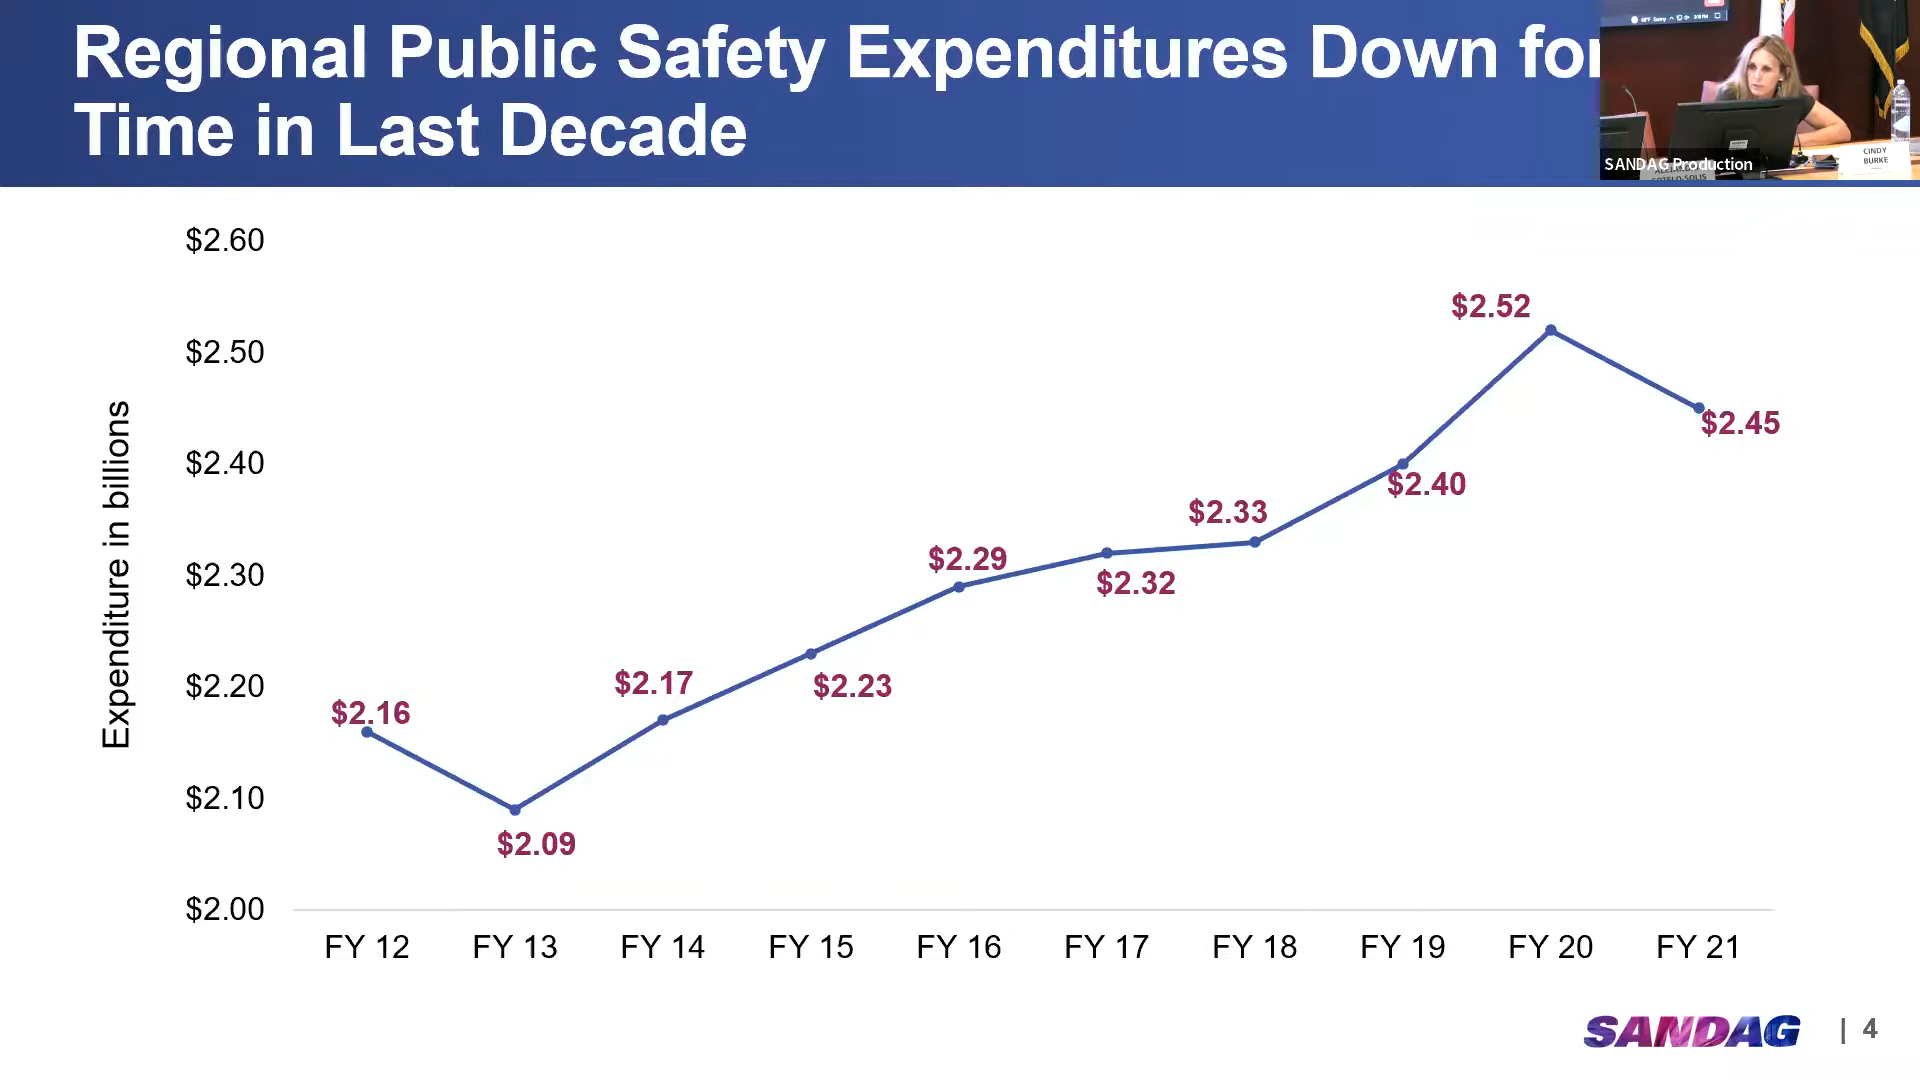 Regional Public Safety Expenditures Down for
Time in Last Decade
SANDAG Production
CINDY
BURKE
$2.60
$2.50
$2.40
$2.30
$2.20
$2.10
$2.00
Expenditure in billions
$2.16
$2.09
$2.17
$2.23
$2.29
$2.32
$2.33
$2.40
$2.52
$2.45
FY 12
FY 13
FY 14
FY 15
FY 16
FY 17
FY 18
FY 19
FY 20
FY 21
SANDAG
| 4